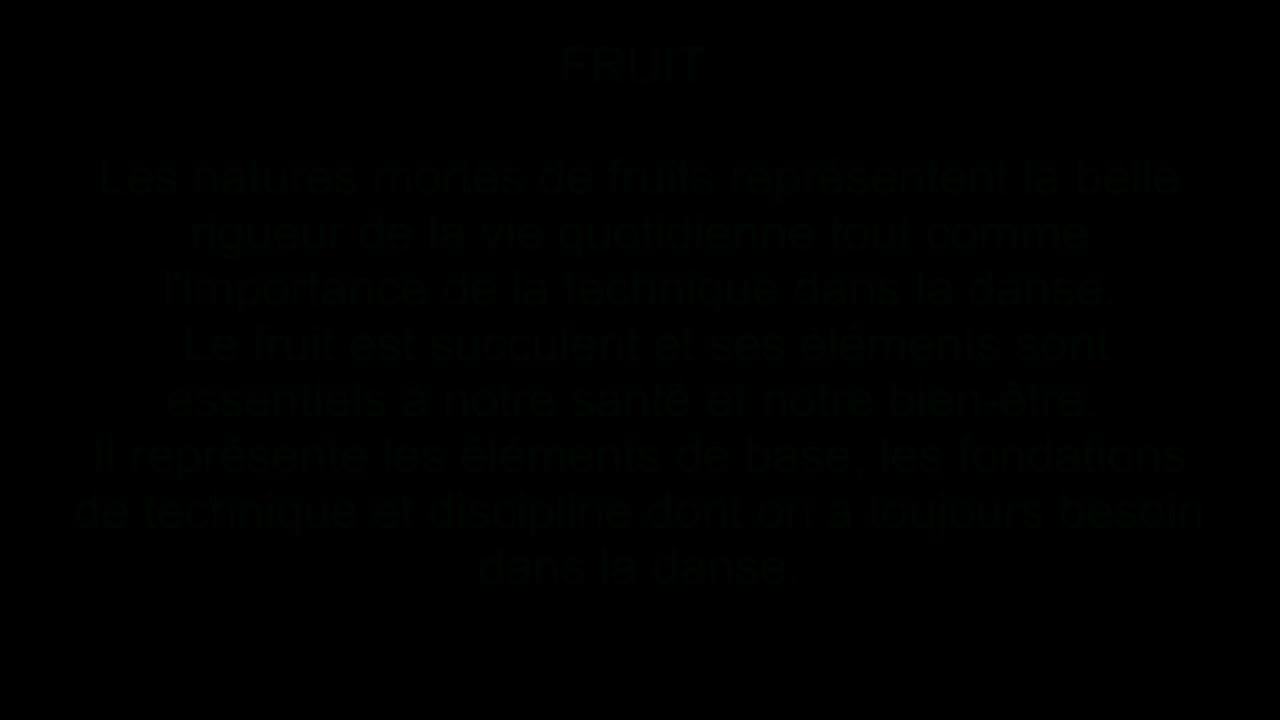 FRUIT
Les natures mortes de fruits représentent la belle
rigueur de la vie quotidienne tout comme
l'importance de la technique dans la danse.
Le fruit est succulent et ses éléments sont
essentiels à notre santé et notre bien-être.
Il représente les éléments de base, les fondations
de technique et discipline dont on a toujours besoin
dans la danse.